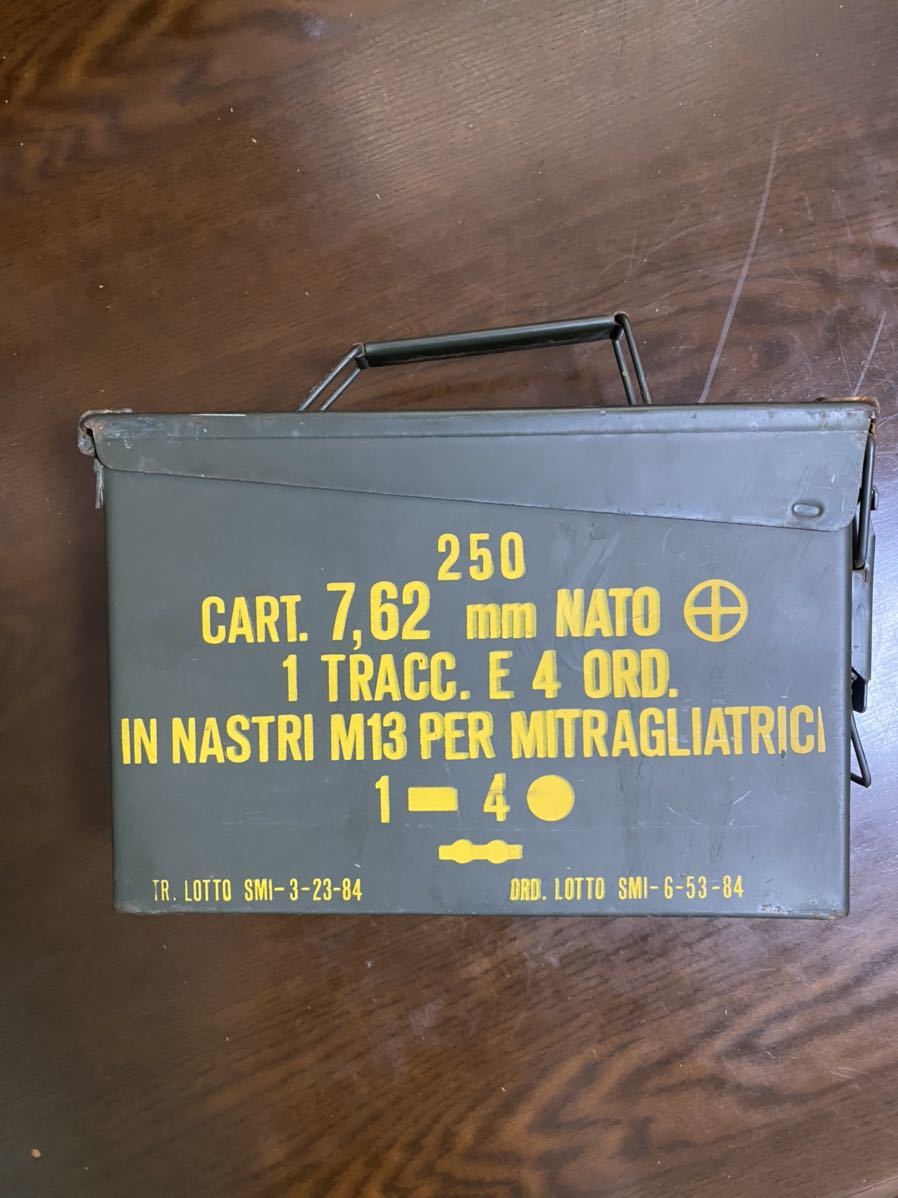 250
CART. 7,62 mm NATO
1 TRACC. E 4 ORD.
IN NASTRI M13 PER MITRAGLIATRICI
1 4
TR. LOTTO SMI-3-23-84 ORD. LOTTO SMI-6-53-84